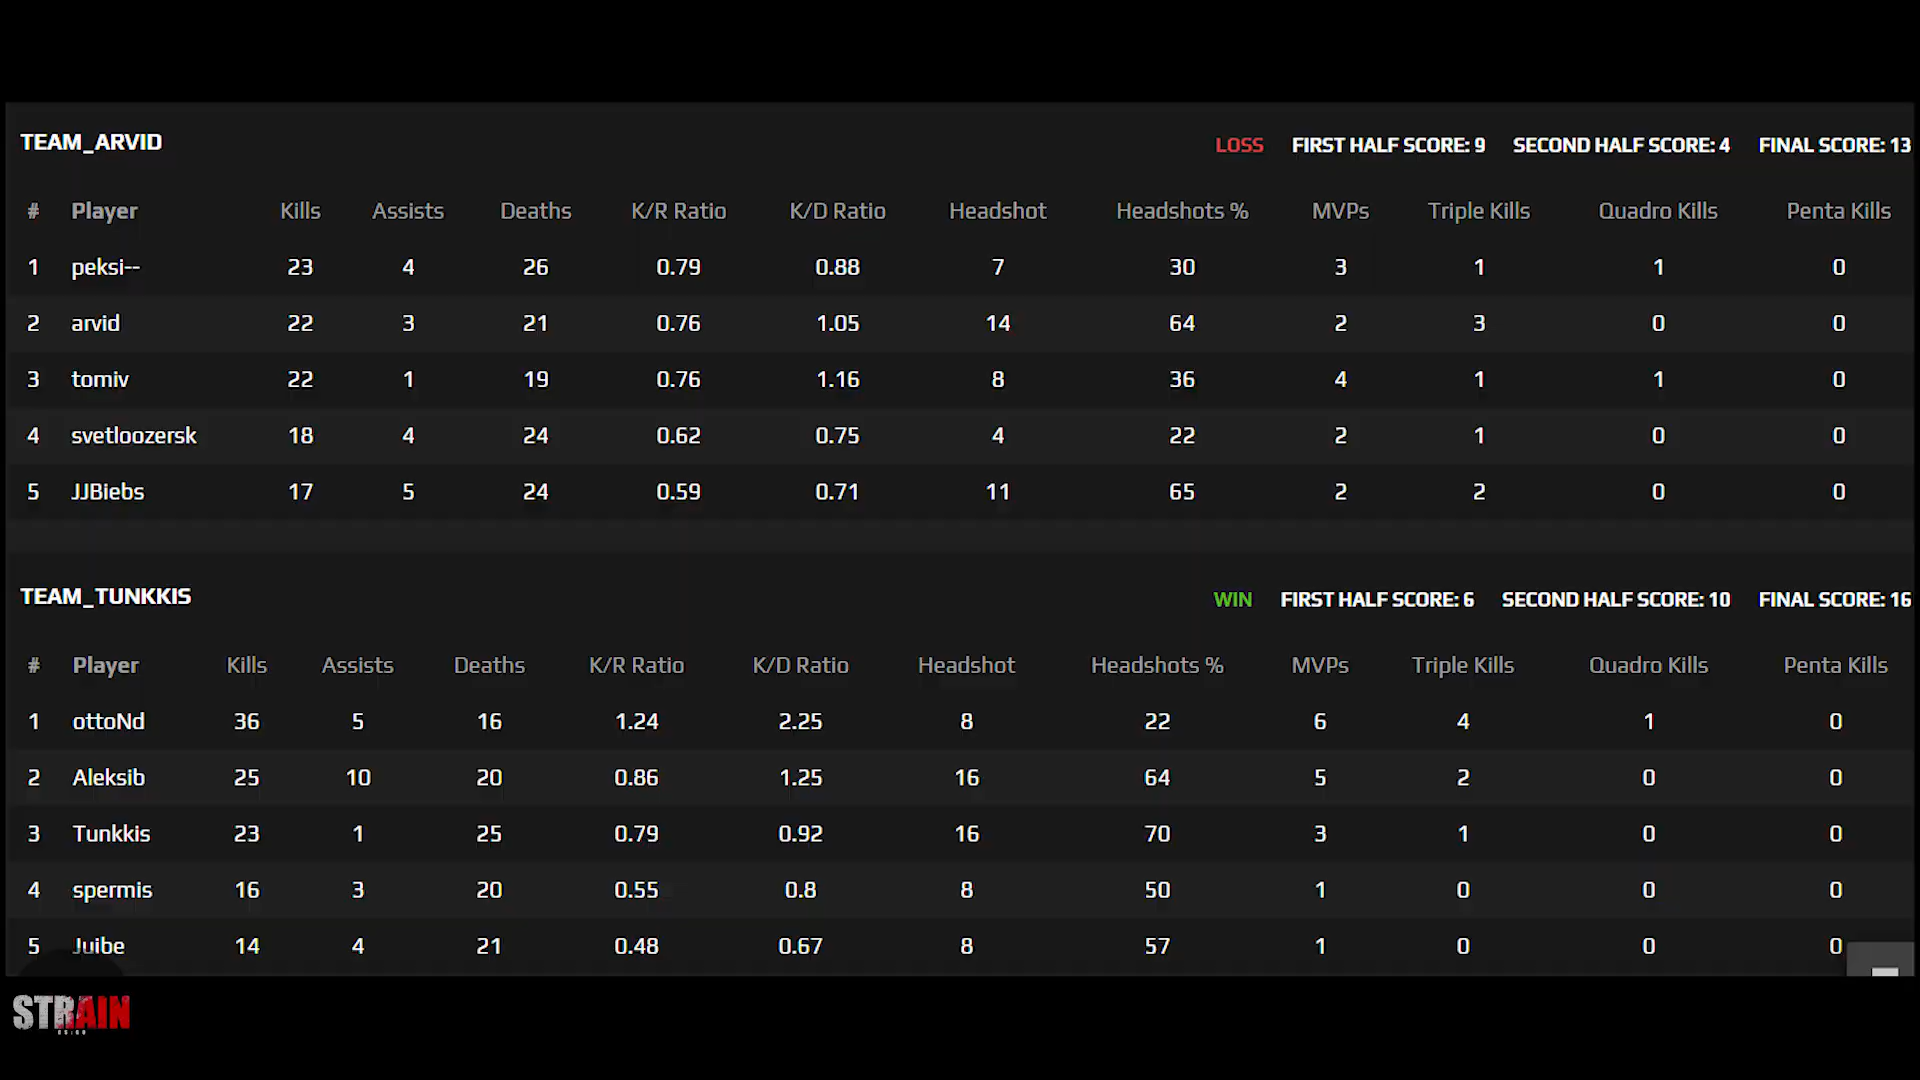 TEAM_ARVID
LOSS FIRST HALF SCORE: 9 SECOND HALF SCORE: 4 FINAL SCORE: 13
# Player Kills Assists Deaths K/R Ratio K/D Ratio Headshot Headshots % MVPs Triple Kills Quadro Kills Penta Kills
1 peksi-- 23 4 26 0.79 0.88 7 30 3 1 1 0
2 arvid 22 3 21 0.76 1.05 14 64 2 3 0 0
3 tomiv 22 1 19 0.76 1.16 8 36 4 1 1 0
4 svetloozersk 18 4 24 0.62 0.75 4 22 2 1 0 0
5 JJBiebs 17 5 24 0.59 0.71 11 65 2 2 0 0
TEAM_TUNKKIS
WIN FIRST HALF SCORE: 6 SECOND HALF SCORE: 10 FINAL SCORE: 16
# Player Kills Assists Deaths K/R Ratio K/D Ratio Headshot Headshots % MVPs Triple Kills Quadro Kills Penta Kills
1 ottoNd 36 5 16 1.24 2.25 8 22 6 4 1 0
2 Aleksib 25 10 20 0.86 1.25 16 64 5 2 0 0
3 Tunkkis 23 1 25 0.79 0.92 16 70 3 1 0 0
4 spermis 16 3 20 0.55 0.8 8 50 1 0 0 0
5 Juibe 14 4 21 0.48 0.67 8 57 1 0 0 0
STRAIN